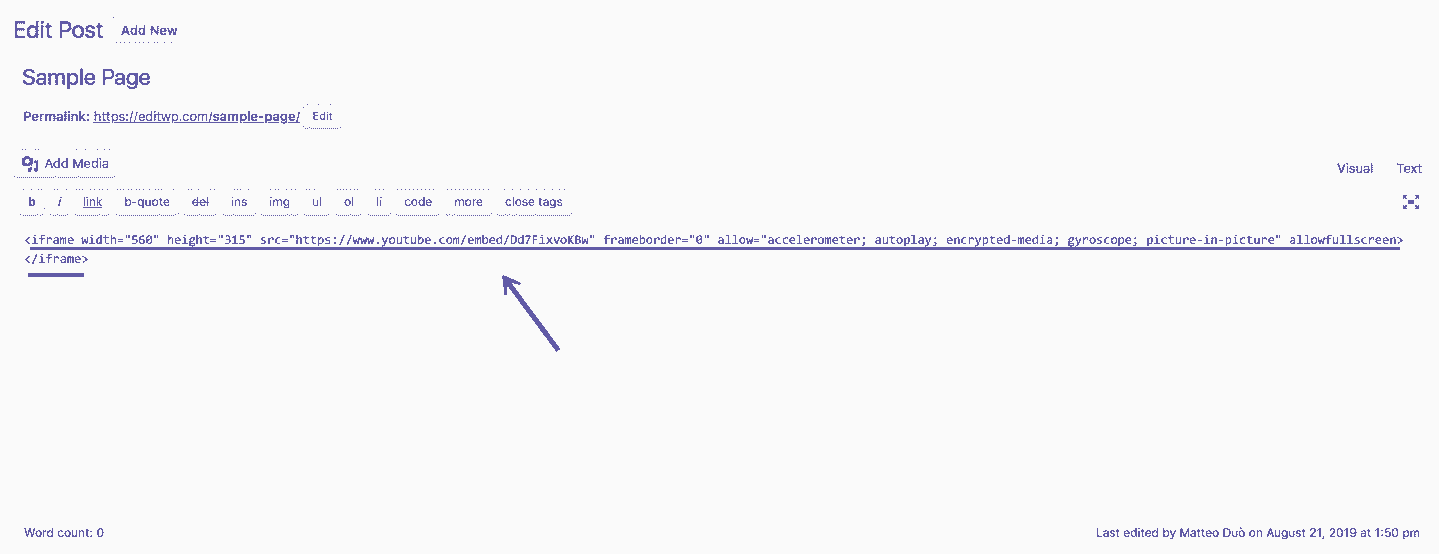 Edit Post Add New
Sample Page
Permalink: https://editwp.com/sample-page/ Edit
Add Media
Visual Text
b i link b-quote del ins img ul ol li code more close tags
<iframe width="560" height="315" src="https://www.youtube.com/embed/Dd7FixvoKBw" frameborder="0" allow="accelerometer; autoplay; encrypted-media; gyroscope; picture-in-picture" allowfullscreen>
</iframe>
Word count: 0
Last edited by Matteo Duò on August 21, 2019 at 1:50 pm